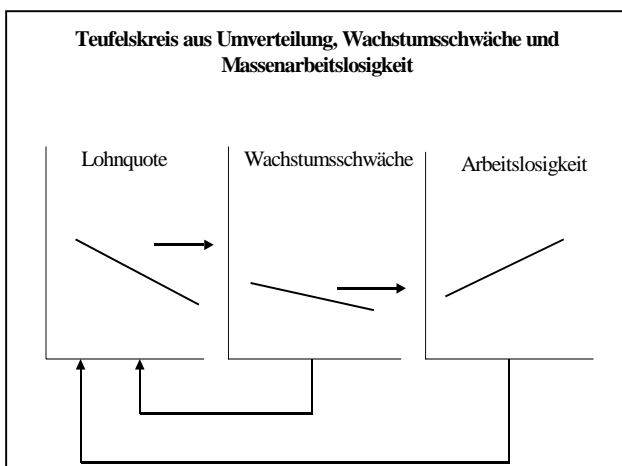 Teufelskreis aus Umverteilung, Wachstumsschwäche und
Massenarbeitslosigkeit
Lohnquote
Wachstumsschwäche
Arbeitslosigkeit